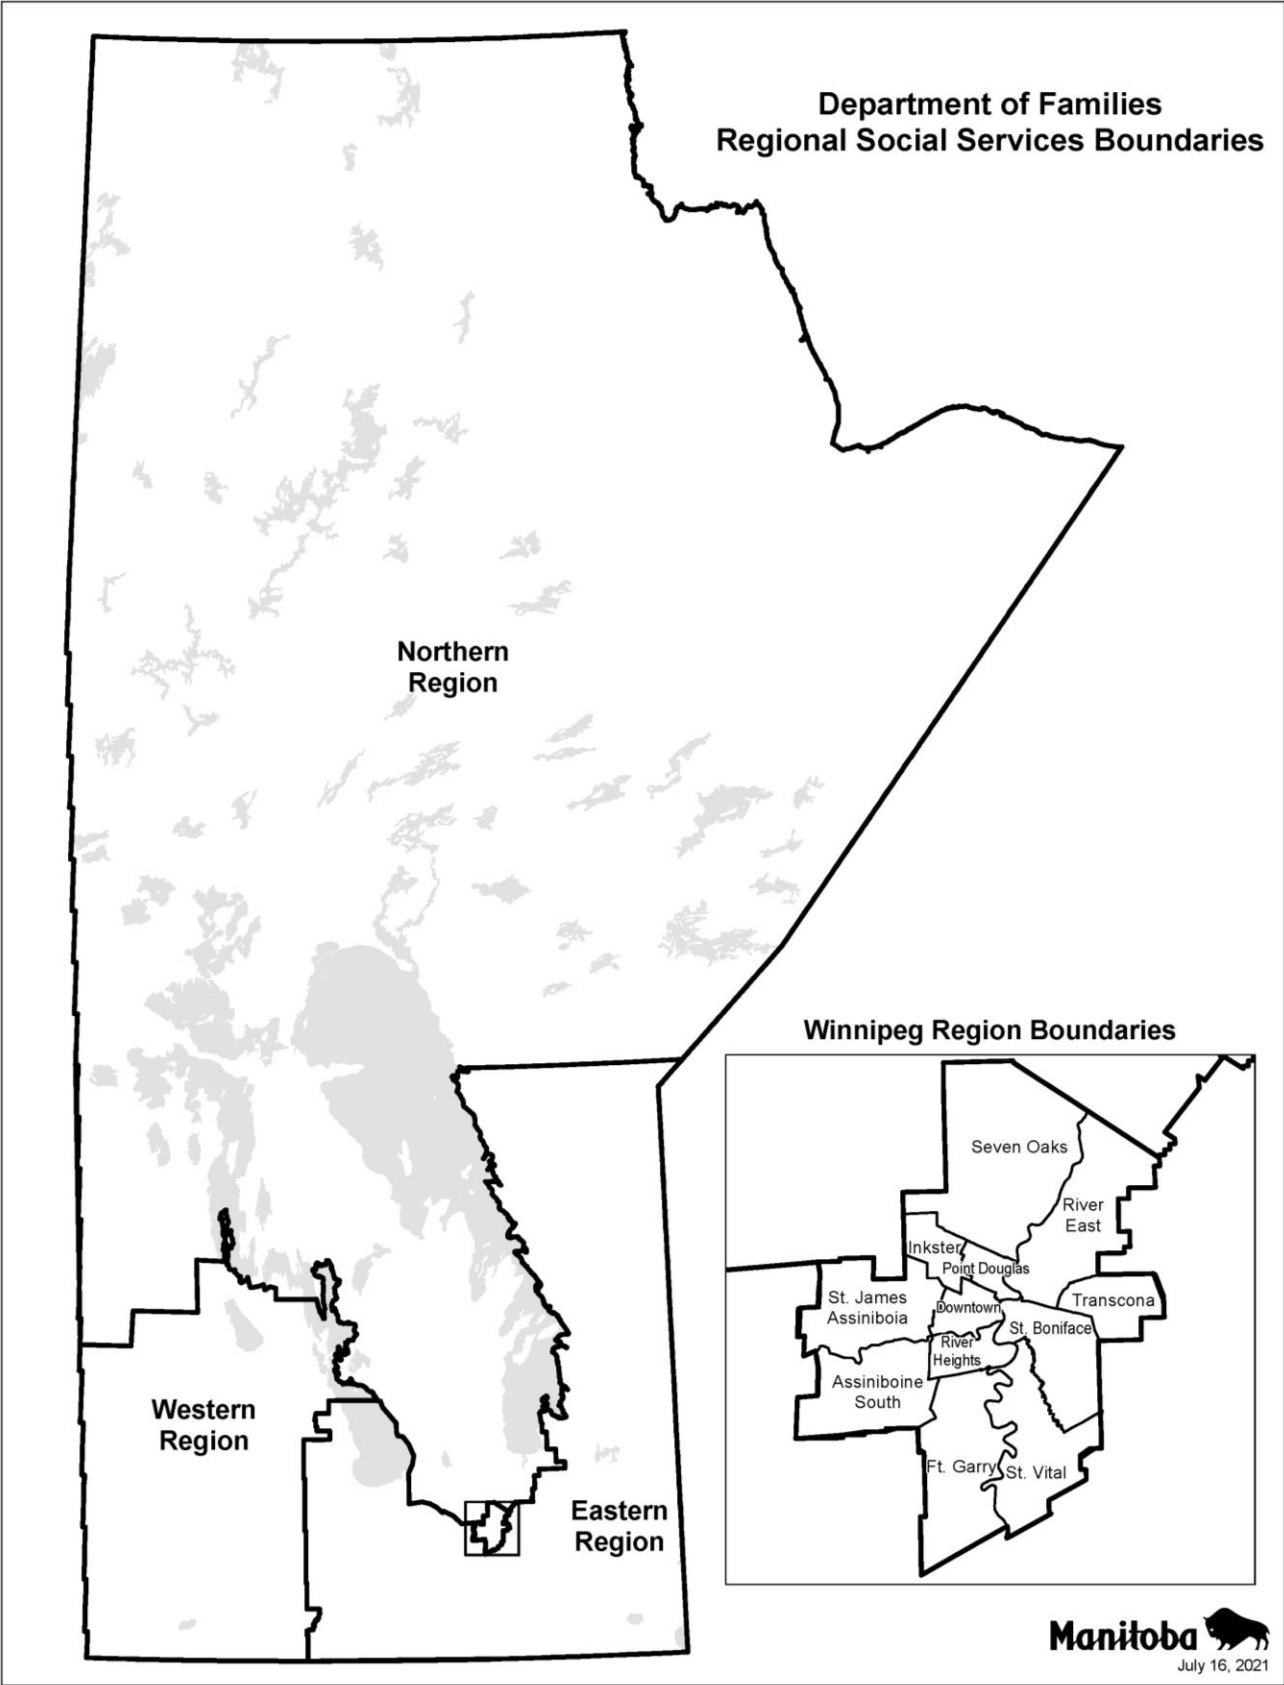 Department of Families
Regional Social Services Boundaries
Northern
Region
Winnipeg Region Boundaries
Seven Oaks
River
East
Inkster
Point Douglas
St. James
Assiniboia
Downtown
Transcona
St. Boniface
River
Heights
Assiniboine
South
Ft. Garry
St. Vital
Western
Region
Eastern
Region
Manitoba
July 16, 2021